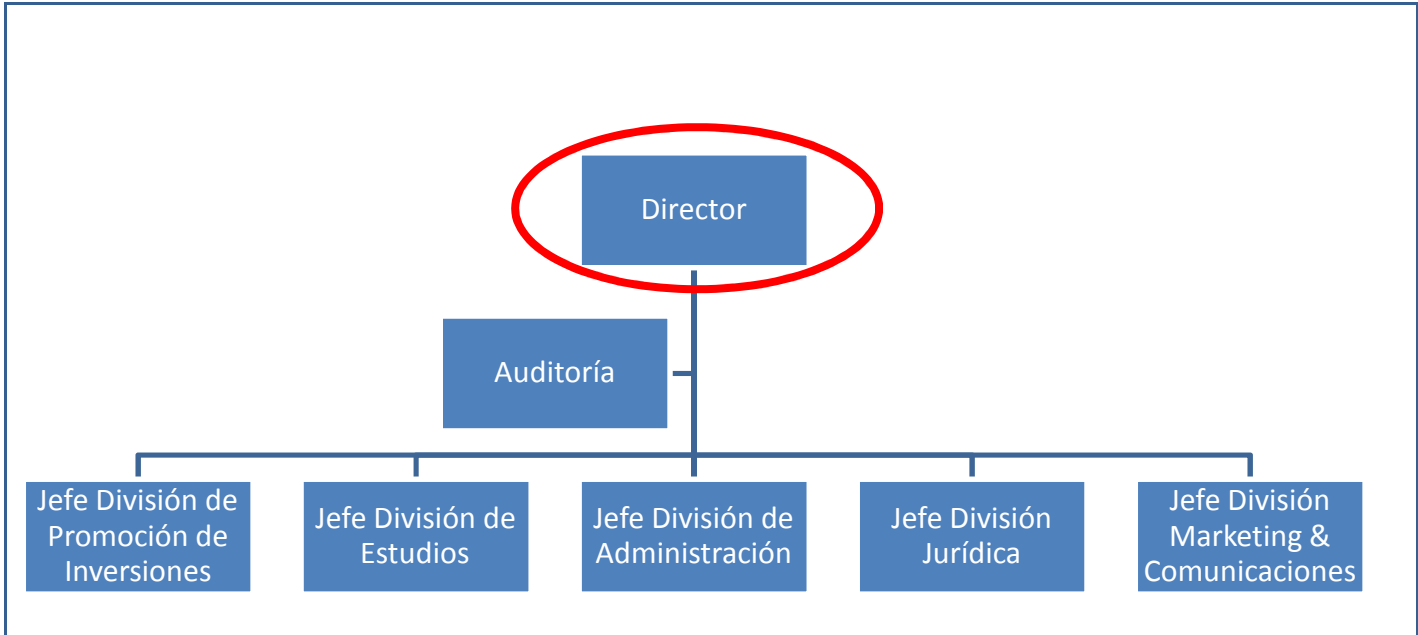 Director
Auditoría
Jefe División de
Promoción de
Inversiones
Jefe División de
Estudios
Jefe División de
Administración
Jefe División
Jurídica
Jefe División
Marketing &
Comunicaciones